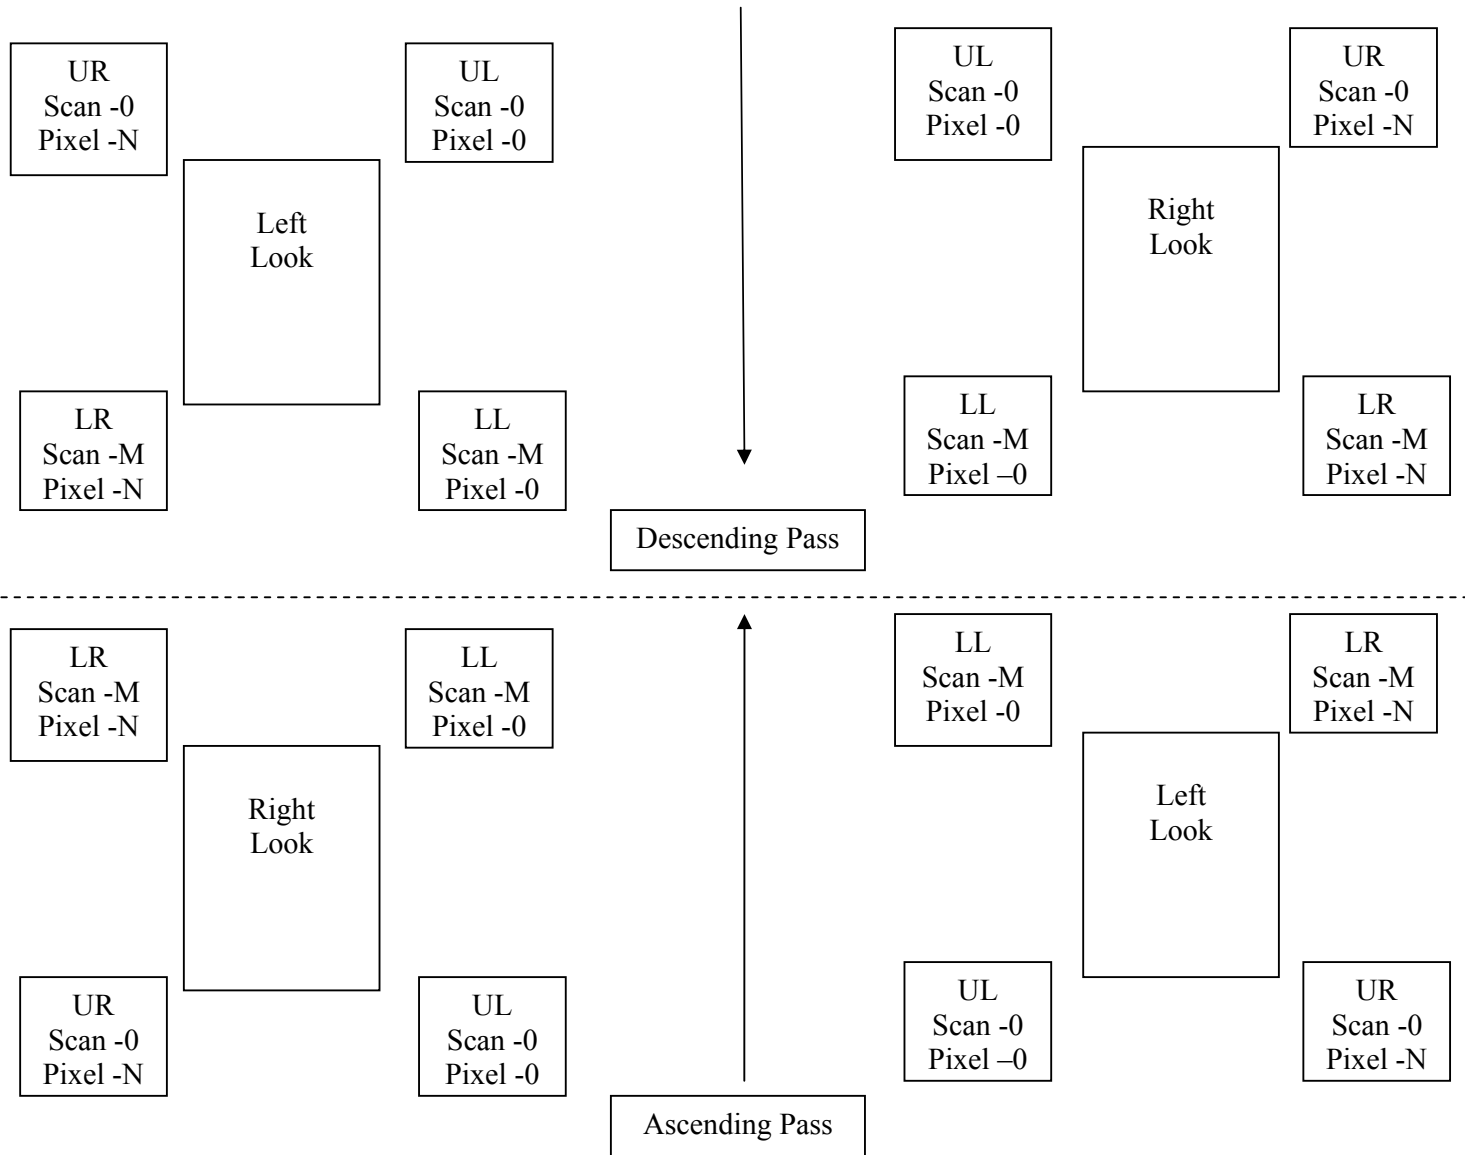 UR
Scan -0
Pixel -N
UL
Scan -0
Pixel -0
UL
Scan -0
Pixel -0
UR
Scan -0
Pixel -N
Left
Look
Right
Look
LR
Scan -M
Pixel -N
LL
Scan -M
Pixel -0
LL
Scan -M
Pixel –0
LR
Scan -M
Pixel -N
Descending Pass
LR
Scan -M
Pixel -N
LL
Scan -M
Pixel -0
LL
Scan -M
Pixel -0
LR
Scan -M
Pixel -N
Right
Look
Left
Look
UR
Scan -0
Pixel -N
UL
Scan -0
Pixel -0
UL
Scan -0
Pixel –0
UR
Scan -0
Pixel -N
Ascending Pass